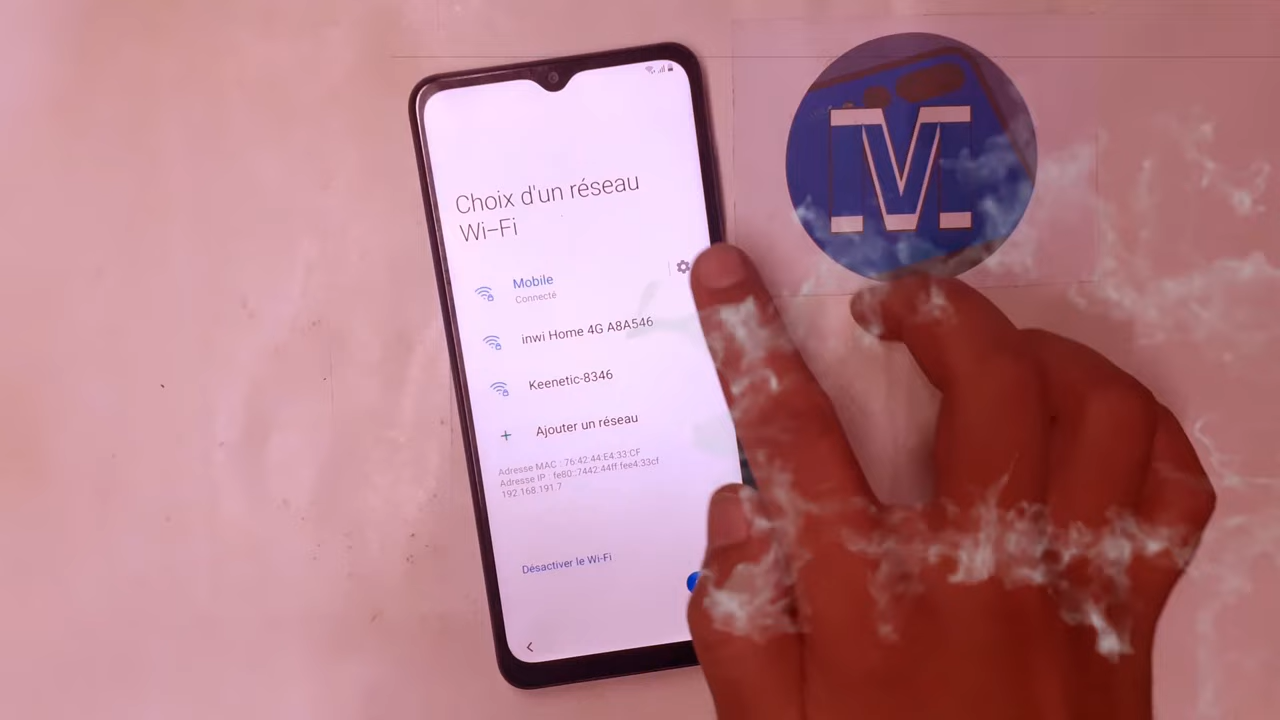 Choix d'un réseau
Wi-Fi
Mobile
Connecté
inwi Home 4G A8A546
Keenetic-8346
Ajouter un réseau
Adresse MAC : 76:42:44:E4:33:CF
Adresse IP : fe80::7442:44ff:fee4:33cf
192.168.191.7
Désactiver le Wi-Fi
M